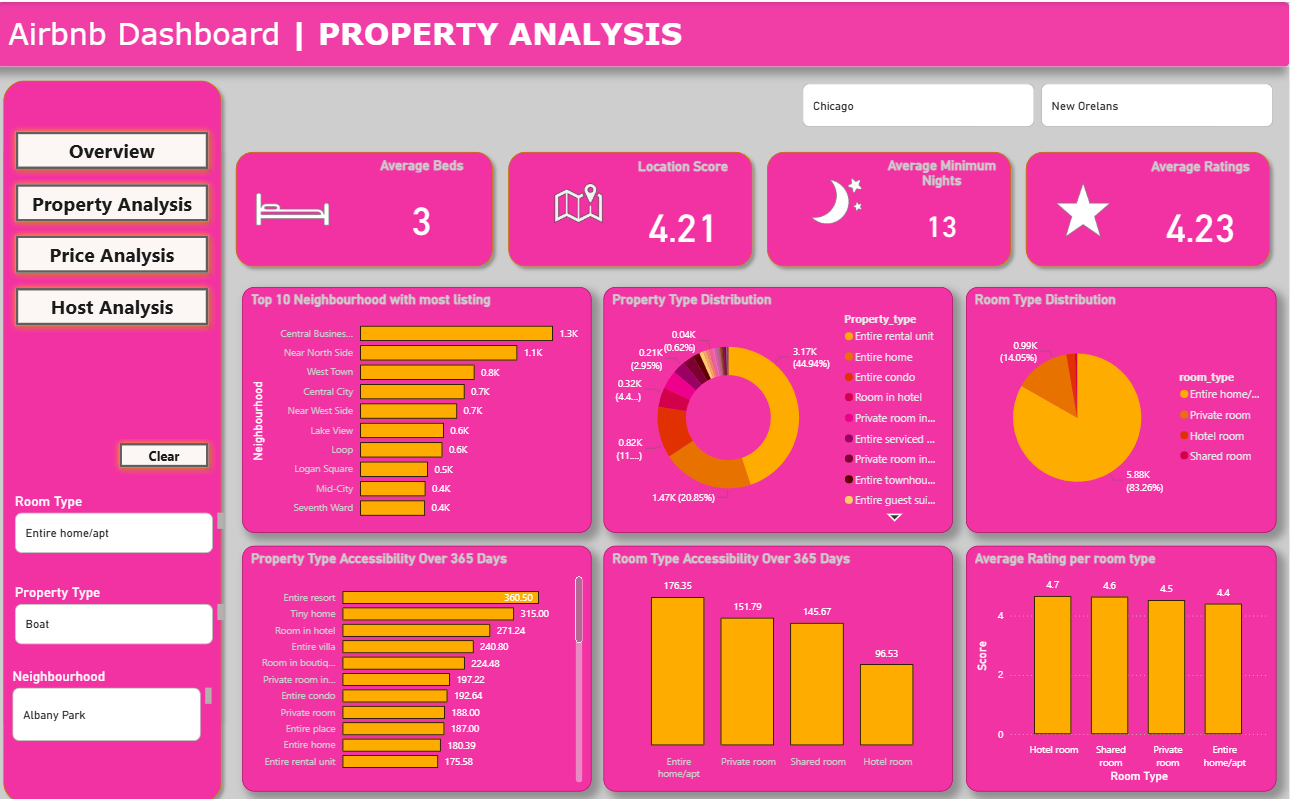 Airbnb Dashboard | PROPERTY ANALYSIS
Chicago
New Orelans
Overview
Property Analysis
Price Analysis
Host Analysis
Clear
Room Type
Entire home/apt
Property Type
Boat
Neighbourhood
Albany Park
Average Beds
3
Location Score
4.21
Average Minimum
Nights
13
Average Ratings
4.23
Top 10 Neighbourhood with most listing
Neighbourhood
Central Busines... 1.3K
Near North Side 1.1K
West Town 0.8K
Central City 0.7K
Near West Side 0.7K
Lake View 0.6K
Loop 0.6K
Logan Square 0.5K
Mid-City 0.4K
Seventh Ward 0.4K
Property Type Distribution
0.04K
(0.62%)
0.21K
(2.95%)
0.32K
(4.4...)
0.82K
(11....)
1.47K (20.85%)
3.17K
(44.94%)
Property_type
Entire rental unit
Entire home
Entire condo
Room in hotel
Private room in...
Entire serviced ...
Private room in...
Entire townhou...
Entire guest sui...
Room Type Distribution
0.99K
(14.05%)
5.88K
(83.26%)
room_type
Entire home/...
Private room
Hotel room
Shared room
Property Type Accessibility Over 365 Days
Entire resort 360.50
Tiny home 315.00
Room in hotel 271.24
Entire villa 240.80
Room in boutiq... 224.48
Private room in... 197.22
Entire condo 192.64
Private room 188.00
Entire place 187.00
Entire home 180.39
Entire rental unit 175.58
Room Type Accessibility Over 365 Days
176.35
151.79
145.67
96.53
Entire
home/apt
Private room
Shared room
Hotel room
Average Rating per room type
Score
4
2
0
4.7
4.6
4.5
4.4
Hotel room
Shared
room
Private
room
Entire
home/apt
Room Type